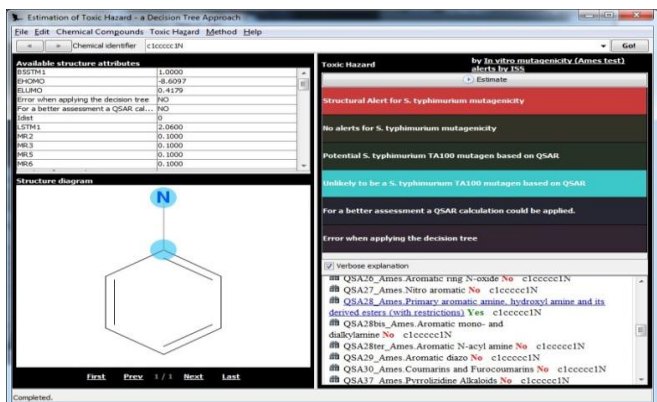 Estimation of Toxic Hazard - a Decision Tree Approach
File Edit Chemical Compounds Toxic Hazard Method Help
« » Chemical identifier c1ccccc1N Go!
Available structure attributes
BSSTM1 1.0000
EHOMO -8.6097
ELUMO 0.4179
Error when applying the decision tree NO
For a better assessment a QSAR cal... NO
Idist 0
LSTM1 2.0600
MR2 0.1000
MR3 0.1000
MR5 0.1000
MR6 0.1000
Structure diagram
N
First Prev 1 / 1 Next Last
Toxic Hazard
by In vitro mutagenicity (Ames test)
alerts by ISS
Estimate
Structural Alert for S. typhimurium mutagenicity
No alerts for S. typhimurium mutagenicity
Potential S. typhimurium TA100 mutagen based on QSAR
Unlikely to be a S. typhimurium TA100 mutagen based on QSAR
For a better assessment a QSAR calculation could be applied.
Error when applying the decision tree
Verbose explanation
QSA26_Ames.Aromatic ring N-oxide No c1ccccc1N
QSA27_Ames.Nitro aromatic No c1ccccc1N
QSA28_Ames.Primary aromatic amine, hydroxyl amine and its
derived esters (with restrictions) Yes c1ccccc1N
QSA28bis_Ames.Aromatic mono- and
dialkylamine No c1ccccc1N
QSA28ter_Ames.Aromatic N-acyl amine No c1ccccc1N
QSA29_Ames.Aromatic diazo No c1ccccc1N
QSA30_Ames.Coumarins and Furocoumarins No c1ccccc1N
QSA37_Ames.Pyrrolizidine Alkaloids No c1ccccc1N
Completed.